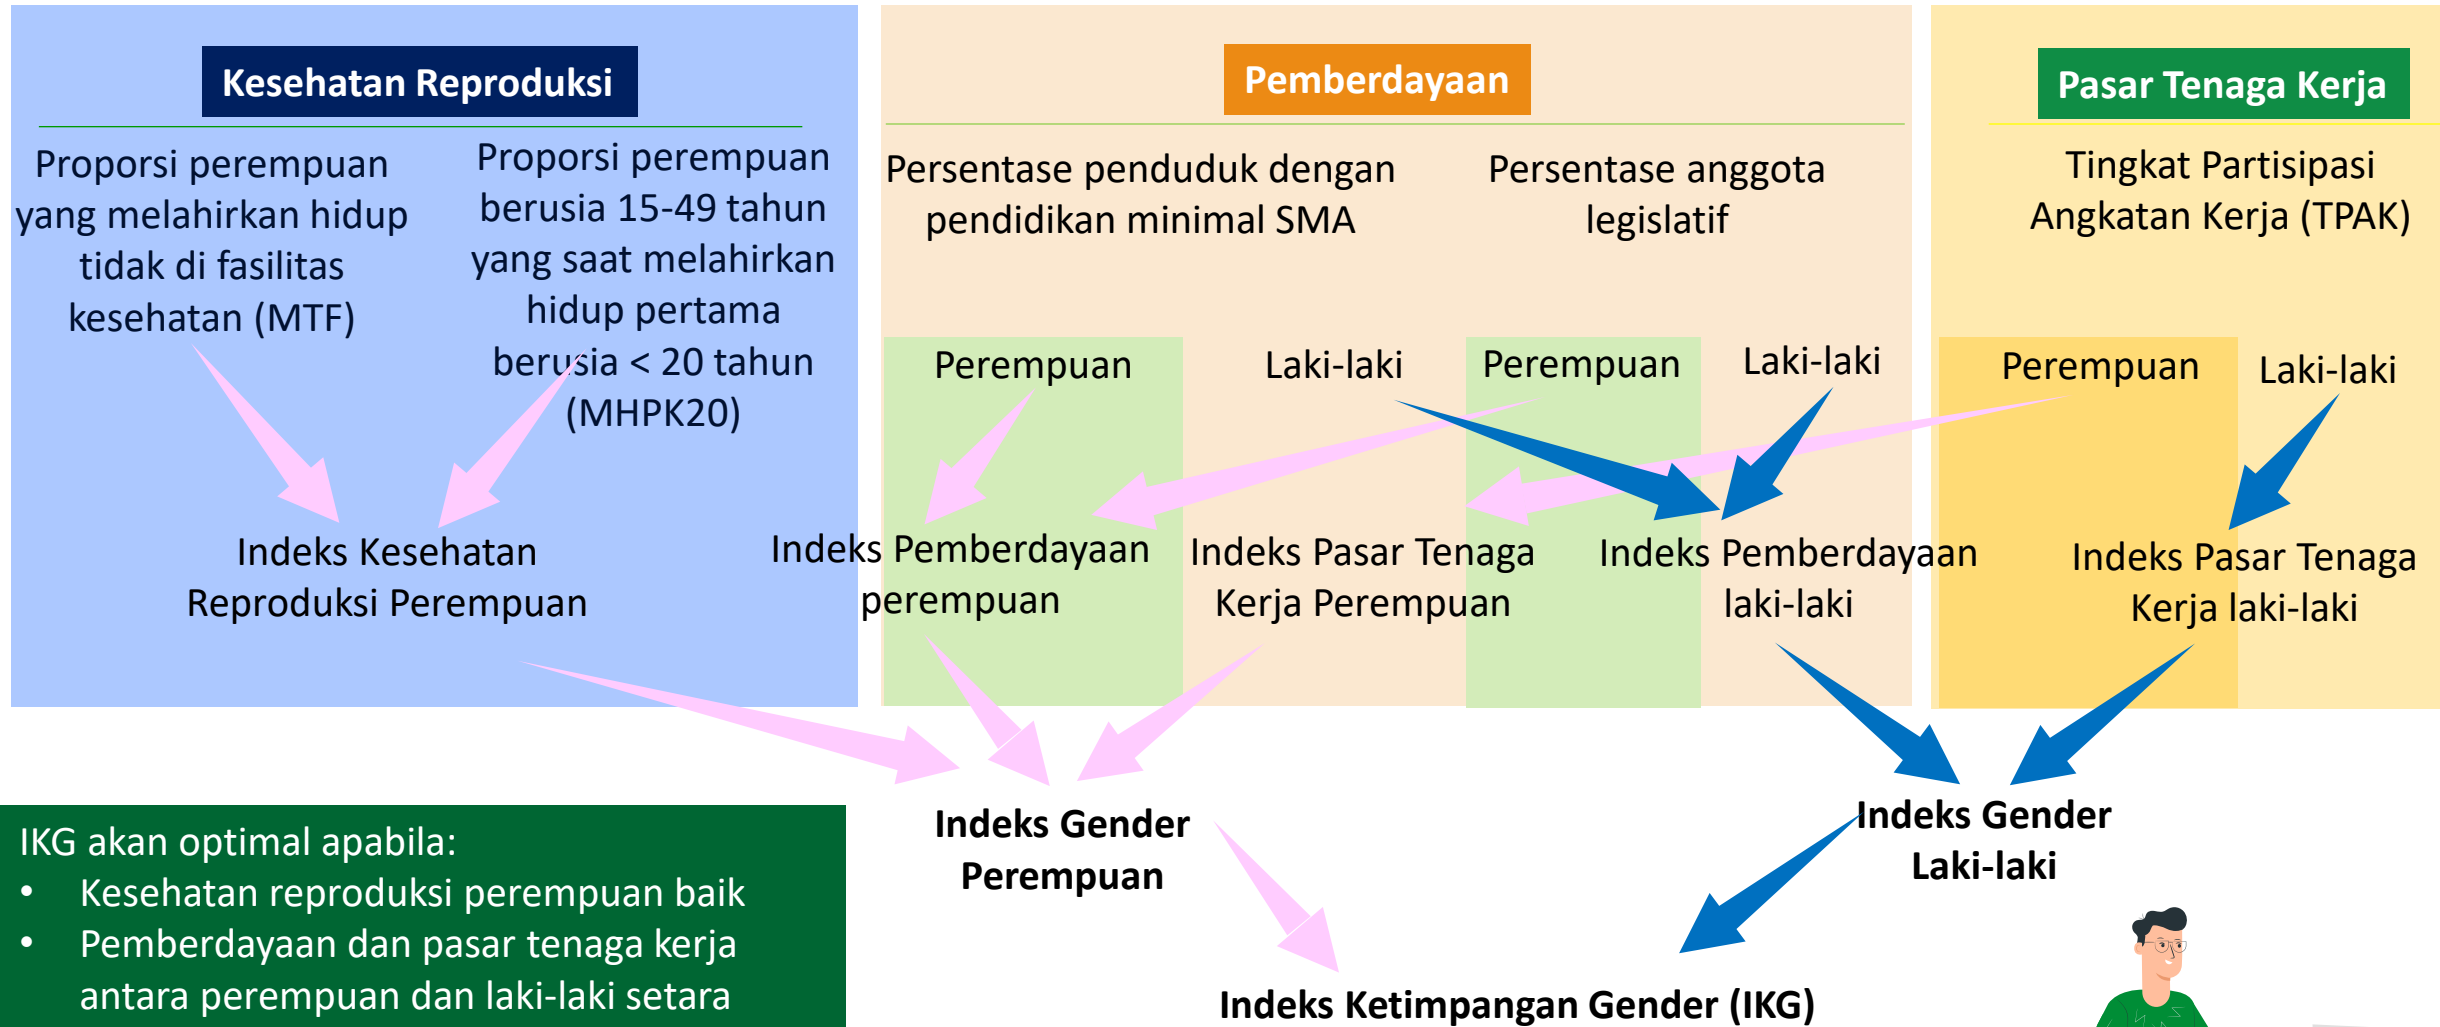 Kesehatan Reproduksi
Proporsi perempuan
yang melahirkan hidup
tidak di fasilitas
kesehatan (MTF)
Proporsi perempuan
berusia 15-49 tahun
yang saat melahirkan
hidup pertama
berusia < 20 tahun
(MHPK20)
Indeks Kesehatan
Reproduksi Perempuan
Pemberdayaan
Persentase penduduk dengan
pendidikan minimal SMA
Persentase anggota
legislatif
Perempuan
Laki-laki
Perempuan
Laki-laki
Indeks Pemberdayaan
perempuan
Indeks Pasar Tenaga
Kerja Perempuan
Indeks Pemberdayaan
laki-laki
Pasar Tenaga Kerja
Tingkat Partisipasi
Angkatan Kerja (TPAK)
Perempuan
Laki-laki
Indeks Pasar Tenaga
Kerja laki-laki
Indeks Gender
Perempuan
Indeks Gender
Laki-laki
Indeks Ketimpangan Gender (IKG)
IKG akan optimal apabila:
• Kesehatan reproduksi perempuan baik
• Pemberdayaan dan pasar tenaga kerja
antara perempuan dan laki-laki setara